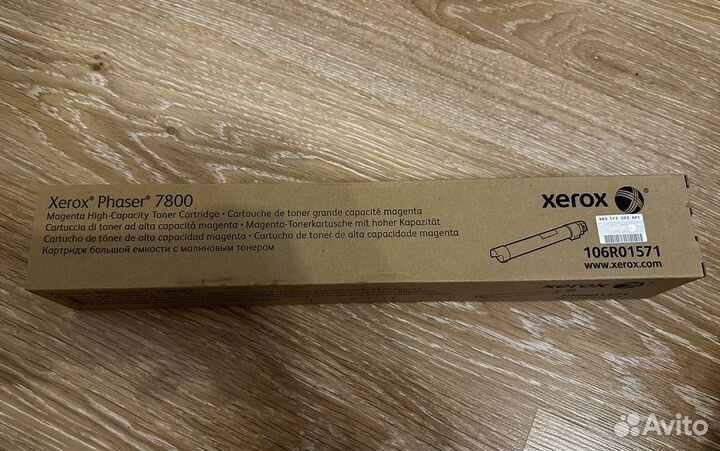 Xerox® Phaser® 7800
Magenta High-Capacity Toner Cartridge • Cartouche de toner grande capacité magenta
Cartuccia di toner ad alta capacità magenta • Magenta-Tonerkartusche mit hoher Kapazität
Cartucho de tóner de alta capacidad magenta • Cartucho de toner de alta capacidade magenta
Картридж большой емкости с малиновым тонером
xerox
106R01571
www.xerox.com
xerox
Avito